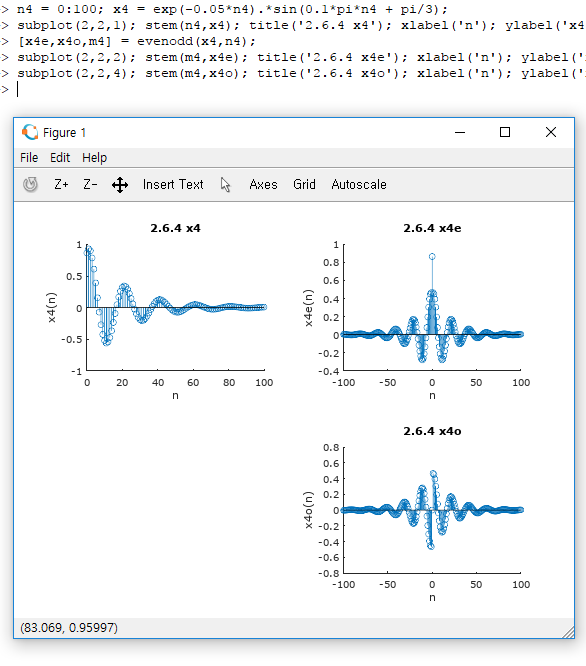 > n4 = 0:100; x4 = exp(-0.05*n4).*sin(0.1*pi*n4 + pi/3);
> subplot(2,2,1); stem(n4,x4); title('2.6.4 x4'); xlabel('n'); ylabel('x4
> [x4e,x4o,m4] = evenodd(x4,n4);
> subplot(2,2,2); stem(m4,x4e); title('2.6.4 x4e'); xlabel('n'); ylabel('
> subplot(2,2,4); stem(m4,x4o); title('2.6.4 x4o'); xlabel('n'); ylabel('
>
Figure 1
File Edit Help
Z+ Z- Insert Text Axes Grid Autoscale
2.6.4 x4
1
0.5
0
-0.5
-1
x4(n)
0 20 40 60 80 100
n
2.6.4 x4e
1
0.8
0.6
0.4
0.2
0
-0.2
-0.4
x4e(n)
-100 -50 0 50 100
n
2.6.4 x4o
0.8
0.6
0.4
0.2
0
-0.2
-0.4
-0.6
-0.8
x4o(n)
-100 -50 0 50 100
n
(83.069, 0.95997)